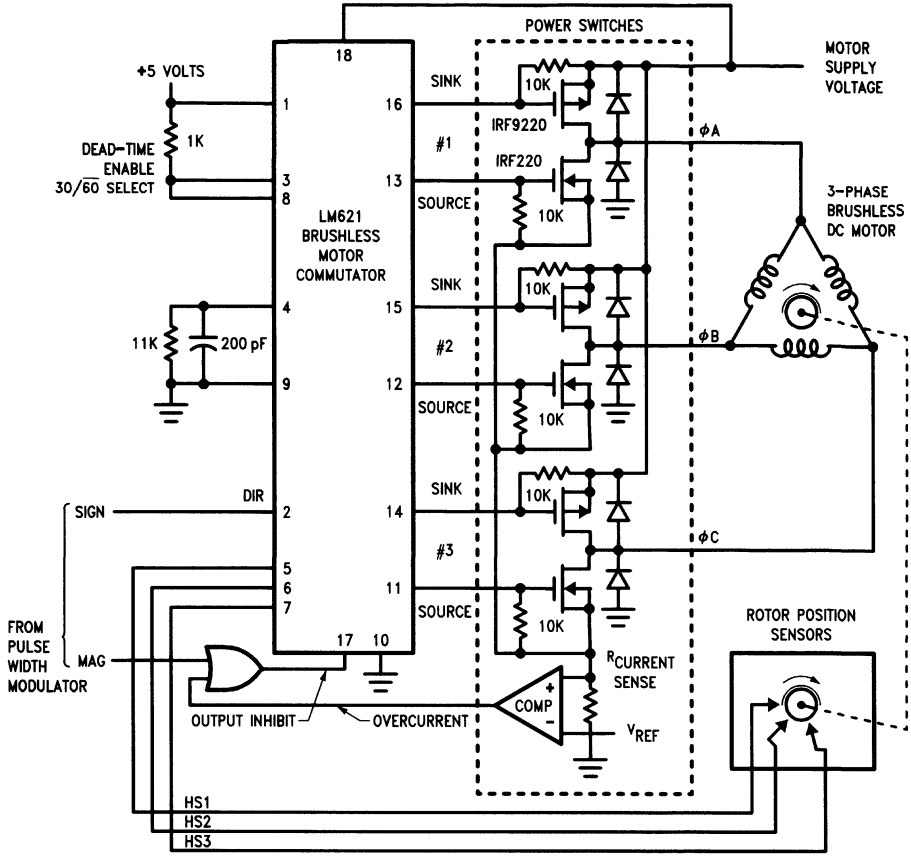 POWER SWITCHES
18
+5 VOLTS
1
1K
DEAD-TIME
ENABLE
30/60 SELECT
3
8
LM621
BRUSHLESS
MOTOR
COMMUTATOR
4
11K
200 pF
9
SINK
16
10K
IRF9220
#1
IRF220
13
SOURCE
10K
MOTOR
SUPPLY
VOLTAGE
ϕA
3-PHASE
BRUSHLESS
DC MOTOR
SINK
15
10K
#2
12
SOURCE
10K
ϕB
SINK
14
10K
#3
11
SOURCE
10K
ϕC
DIR
SIGN
2
5
6
7
17
10
FROM
PULSE
WIDTH
MODULATOR
MAG
OUTPUT INHIBIT
OVERCURRENT
+
COMP
−
RCURRENT
SENSE
VREF
ROTOR POSITION
SENSORS
HS1
HS2
HS3